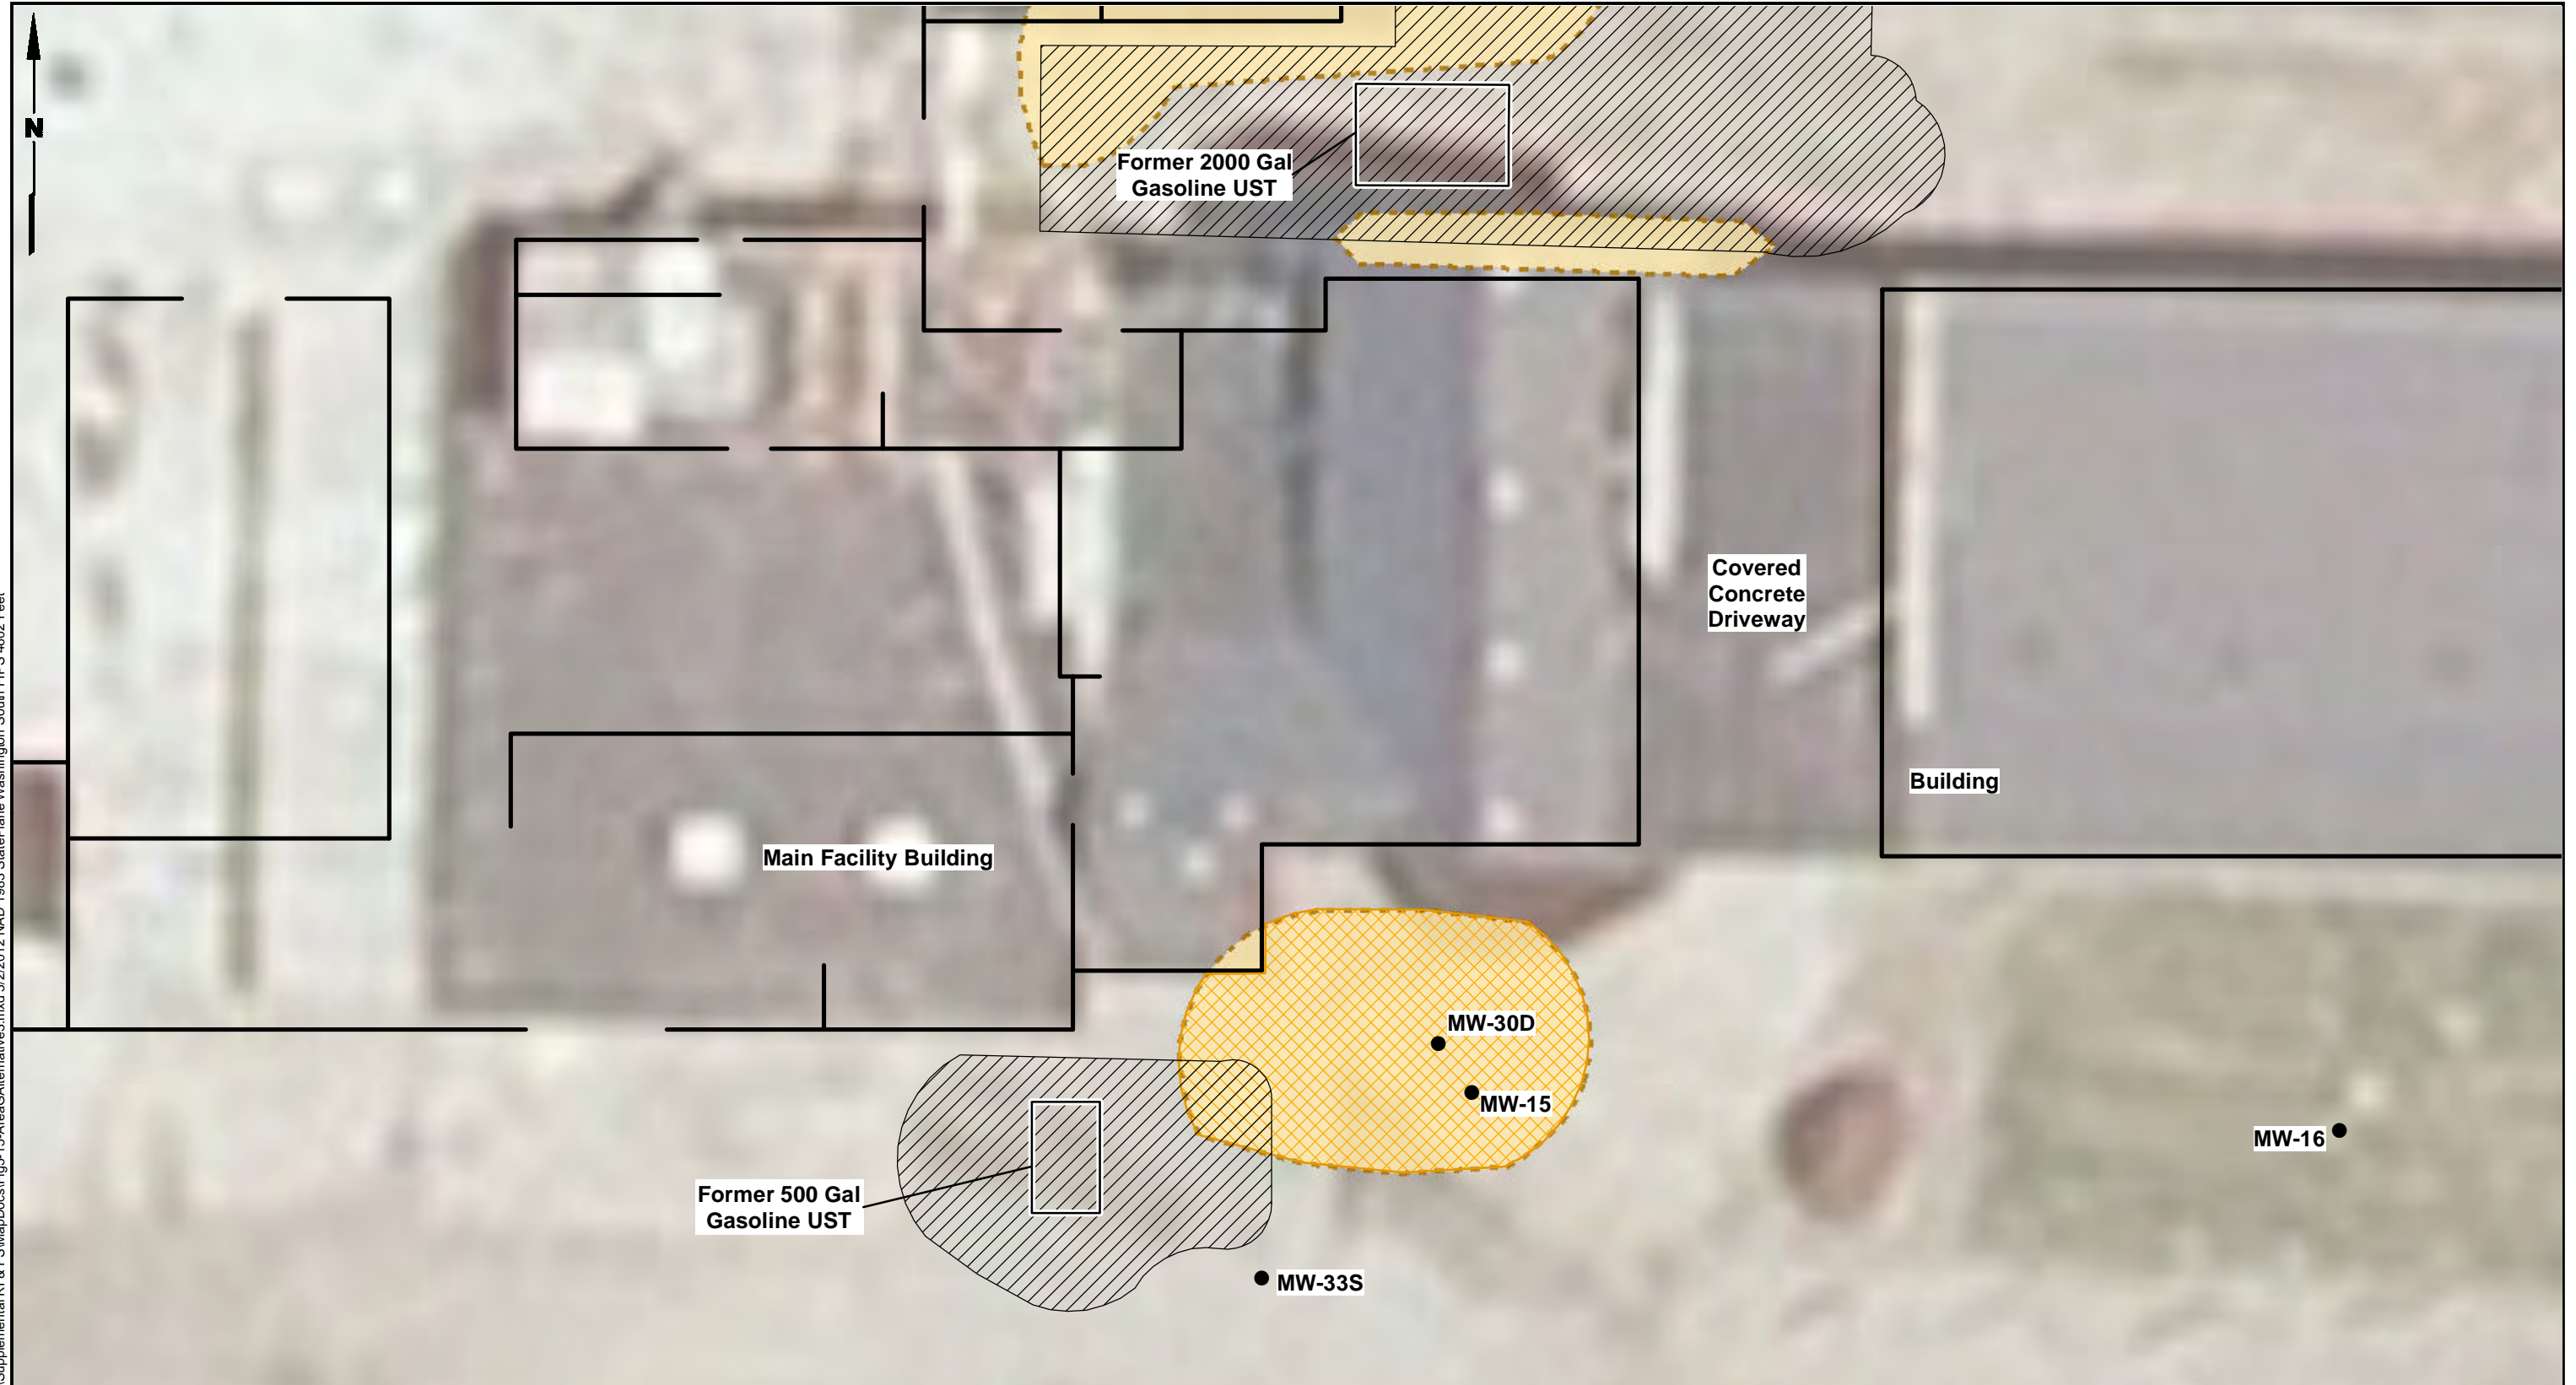 N
Former 2000 Gal
Gasoline UST
Covered
Concrete
Driveway
Building
Main Facility Building
MW-30D
MW-15
MW-16
Former 500 Gal
Gasoline UST
MW-33S